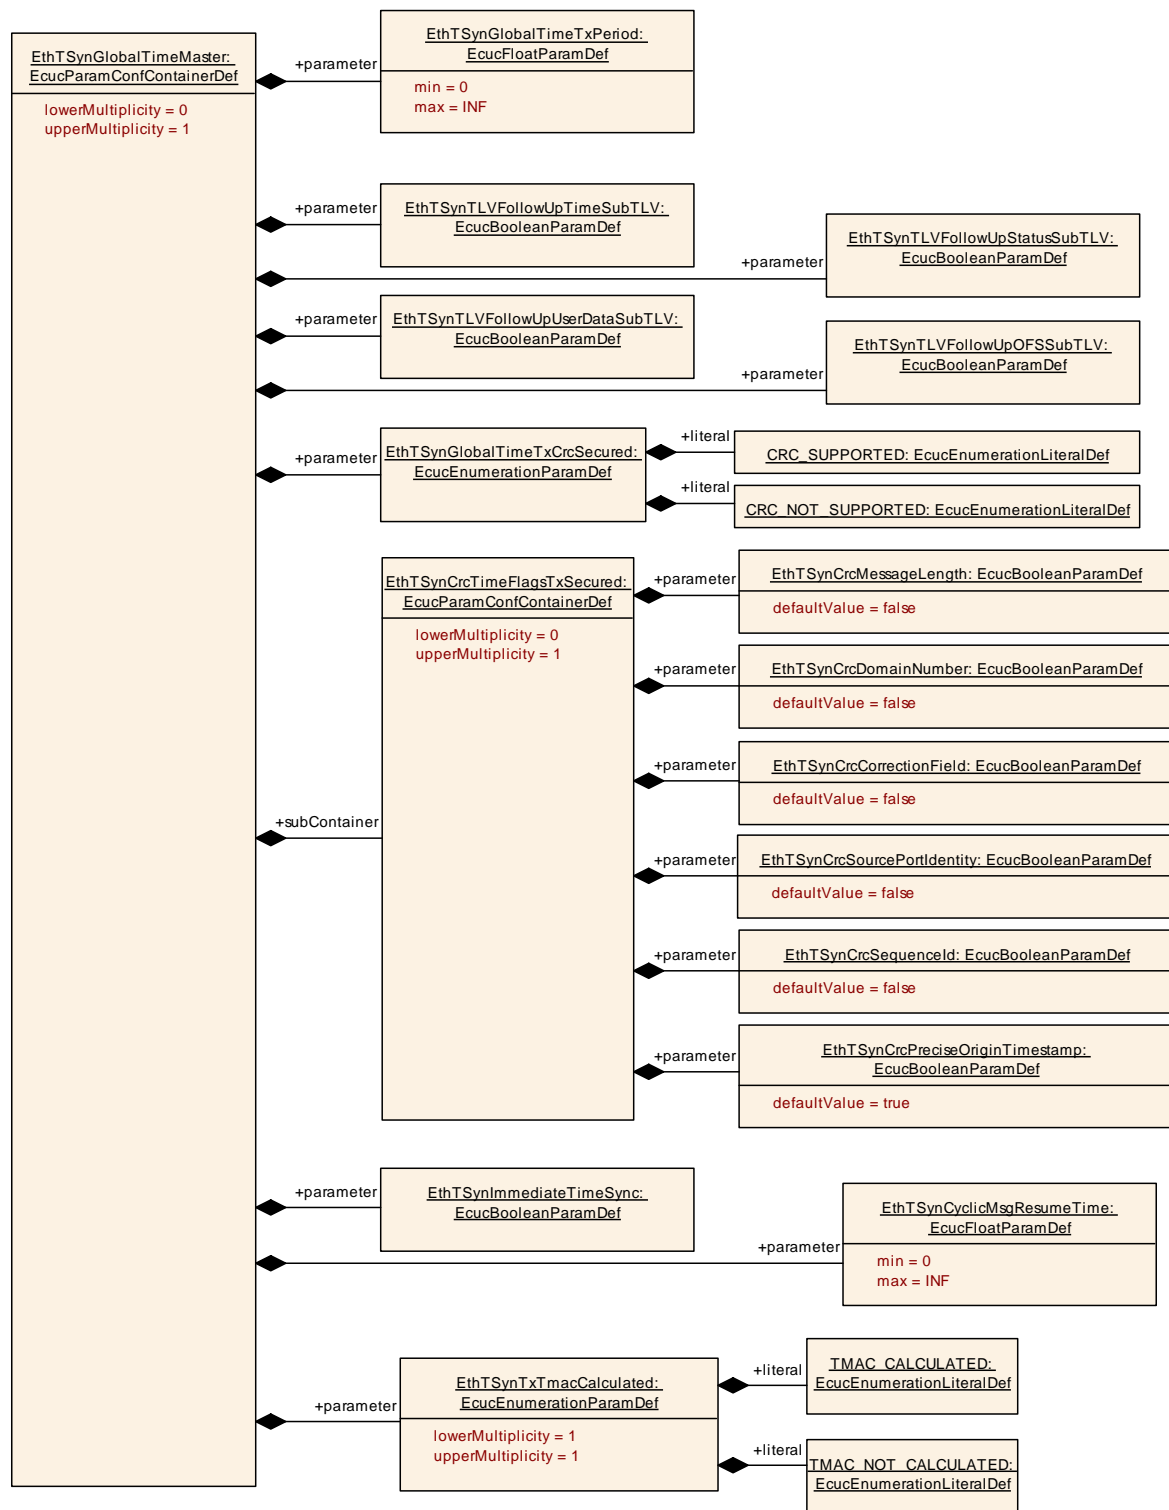 EthTSynGlobalTimeMaster:
EcucParamConfContainerDef
lowerMultiplicity = 0
upperMultiplicity = 1
+parameter
EthTSynGlobalTimeTxPeriod:
EcucFloatParamDef
min = 0
max = INF
+parameter
EthTSynTLVFollowUpTimeSubTLV:
EcucBooleanParamDef
+parameter
EthTSynTLVFollowUpStatusSubTLV:
EcucBooleanParamDef
+parameter
EthTSynTLVFollowUpUserDataSubTLV:
EcucBooleanParamDef
+parameter
EthTSynTLVFollowUpOFSSubTLV:
EcucBooleanParamDef
+parameter
EthTSynGlobalTimeTxCrcSecured:
EcucEnumerationParamDef
+literal
CRC_SUPPORTED: EcucEnumerationLiteralDef
+literal
CRC_NOT_SUPPORTED: EcucEnumerationLiteralDef
+subContainer
EthTSynCrcTimeFlagsTxSecured:
EcucParamConfContainerDef
lowerMultiplicity = 0
upperMultiplicity = 1
+parameter
EthTSynCrcMessageLength: EcucBooleanParamDef
defaultValue = false
+parameter
EthTSynCrcDomainNumber: EcucBooleanParamDef
defaultValue = false
+parameter
EthTSynCrcCorrectionField: EcucBooleanParamDef
defaultValue = false
+parameter
EthTSynCrcSourcePortIdentity: EcucBooleanParamDef
defaultValue = false
+parameter
EthTSynCrcSequenceId: EcucBooleanParamDef
defaultValue = false
+parameter
EthTSynCrcPreciseOriginTimestamp:
EcucBooleanParamDef
defaultValue = true
+parameter
EthTSynImmediateTimeSync:
EcucBooleanParamDef
+parameter
EthTSynCyclicMsgResumeTime:
EcucFloatParamDef
min = 0
max = INF
+parameter
EthTSynTxTmacCalculated:
EcucEnumerationParamDef
lowerMultiplicity = 1
upperMultiplicity = 1
+literal
TMAC_CALCULATED:
EcucEnumerationLiteralDef
+literal
TMAC_NOT_CALCULATED:
EcucEnumerationLiteralDef